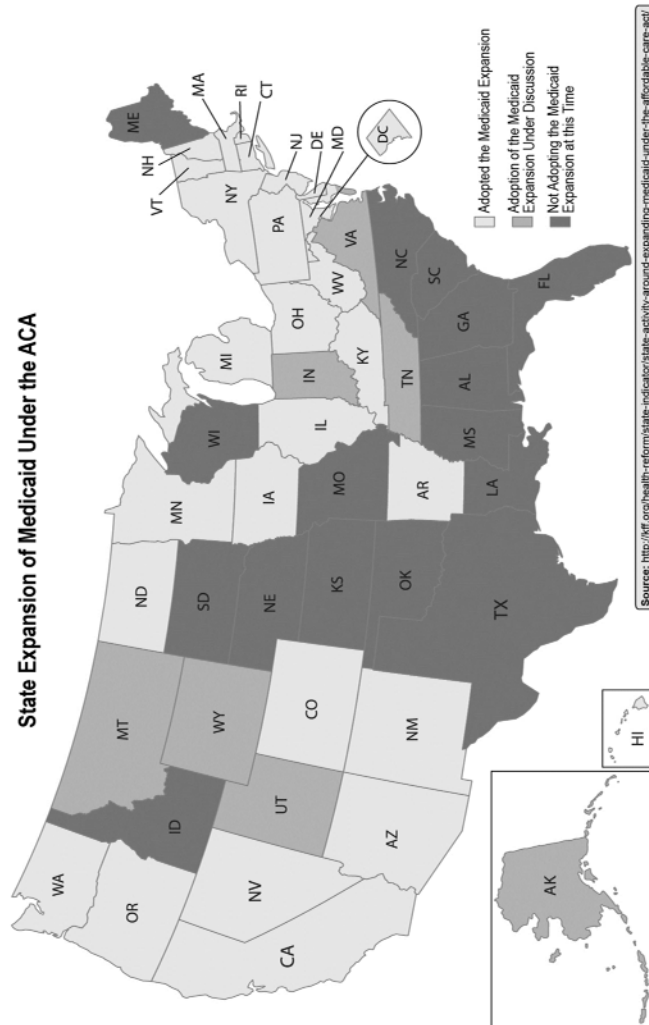 State Expansion of Medicaid Under the ACA
WA
OR
CA
NV
ID
MT
WY
UT
AZ
CO
NM
ND
SD
NE
KS
OK
TX
MN
IA
MO
AR
LA
WI
IL
MI
IN
OH
KY
TN
MS
AL
GA
FL
SC
NC
VA
WV
PA
NY
VT
NH
ME
MA
RI
CT
NJ
DE
MD
DC
AK
HI
Adopted the Medicaid Expansion
Adoption of the Medicaid
Expansion Under Discussion
Not Adopting the Medicaid
Expansion at this Time
Source: http://kff.org/health-reform/state-indicator/state-activity-around-expanding-medicaid-under-the-affordable-care-act/